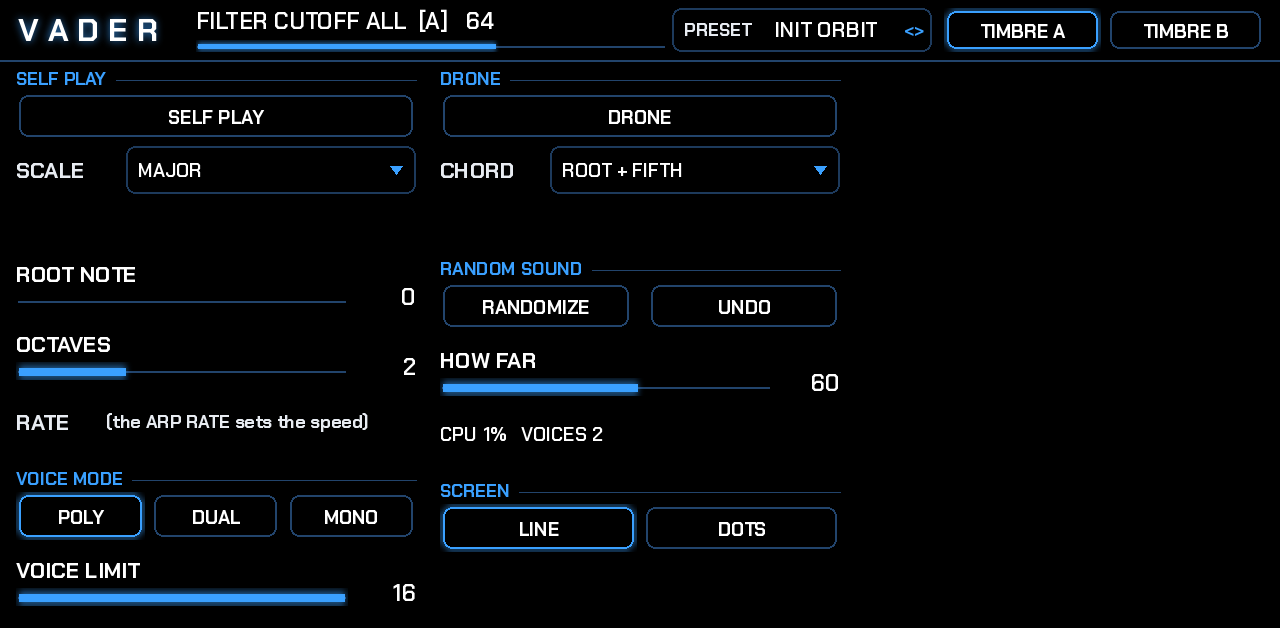 VADER
FILTER CUTOFF ALL [A] 64
PRESET INIT ORBIT <>
TIMBRE A
TIMBRE B
SELF PLAY
SELF PLAY
SCALE MAJOR
ROOT NOTE
0
OCTAVES
2
RATE (the ARP RATE sets the speed)
VOICE MODE
POLY DUAL MONO
VOICE LIMIT
16
DRONE
DRONE
CHORD ROOT + FIFTH
RANDOM SOUND
RANDOMIZE UNDO
HOW FAR
60
CPU 1% VOICES 2
SCREEN
LINE DOTS